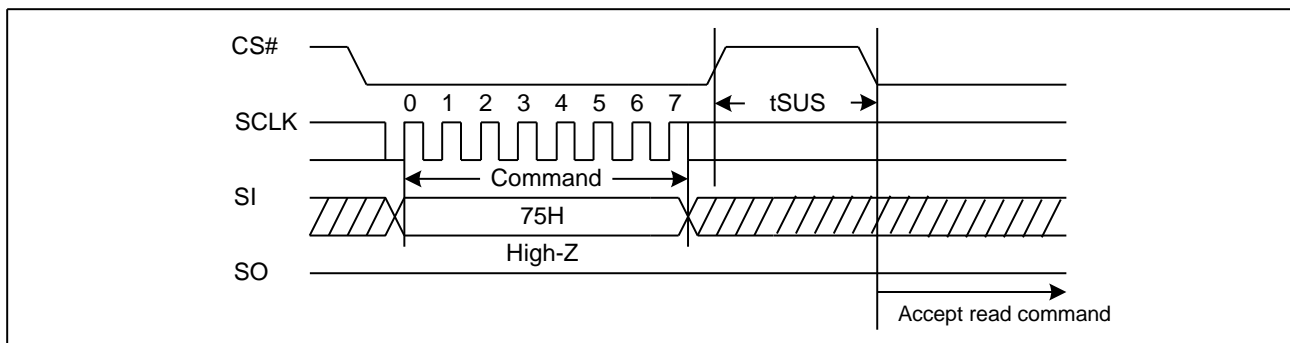 CS#
tSUS
0 1 2 3 4 5 6 7
SCLK
Command
SI
75H
High-Z
SO
Accept read command